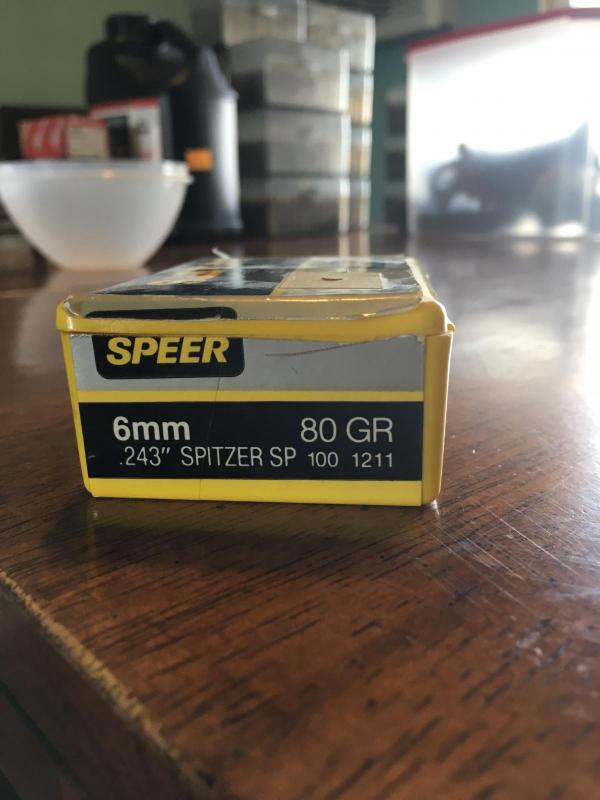 SPEER
6mm 80 GR
.243" SPITZER SP 100 1211